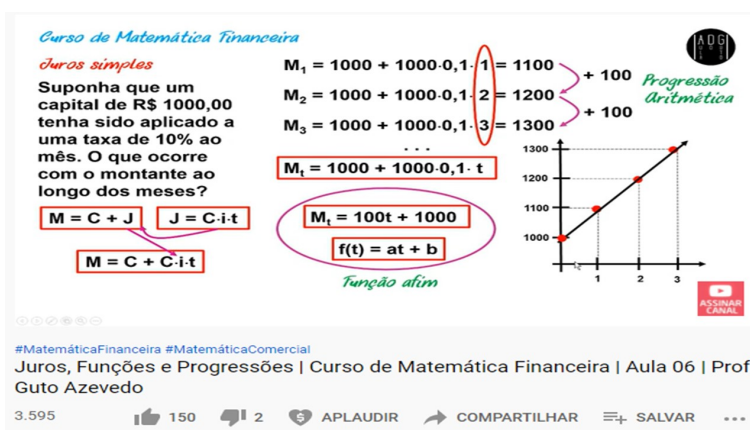 Curso de Matemática Financeira
Juros simples
Suponha que um
capital de R$ 1000,00
tenha sido aplicado a
uma taxa de 10% ao
mês. O que ocorre
com o montante ao
longo dos meses?
M = C + J
J = C·i·t
M = C + C·i·t
M₁ = 1000 + 1000·0,1· 1 = 1100
M₂ = 1000 + 1000·0,1· 2 = 1200
M₃ = 1000 + 1000·0,1· 3 = 1300
. . .
Mₜ = 1000 + 1000·0,1· t
Mₜ = 100t + 1000
f(t) = at + b
Função afim
+ 100
+ 100
Progressão
Aritmética
ADG
1300
1200
1100
1000
1 2 3
ASSINAR
CANAL
#MatemáticaFinanceira #MatemáticaComercial
Juros, Funções e Progressões | Curso de Matemática Financeira | Aula 06 | Prof
Guto Azevedo
3.595 150 2 APLAUDIR COMPARTILHAR SALVAR ...